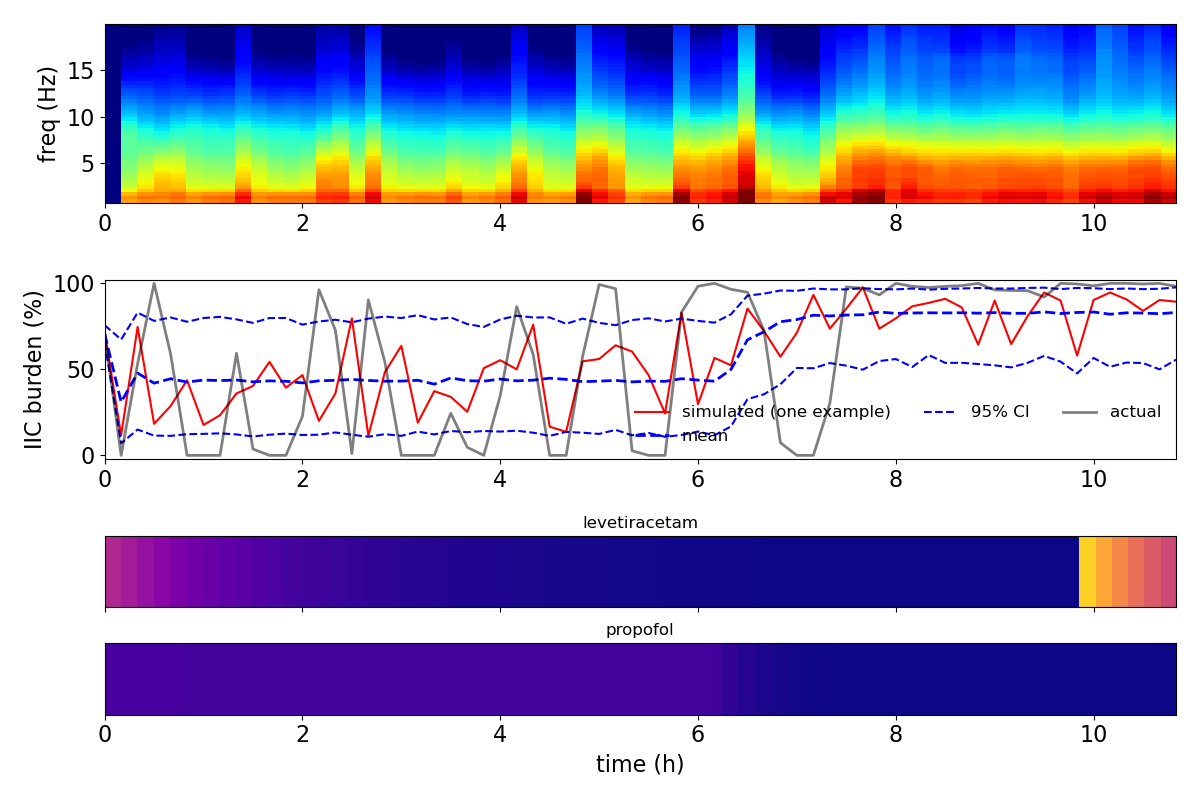 freq (Hz)
15
10
5
0 2 4 6 8 10
IIC burden (%)
100
50
0
simulated (one example) 95% CI actual
mean
0 2 4 6 8 10
levetiracetam
propofol
0 2 4 6 8 10
time (h)